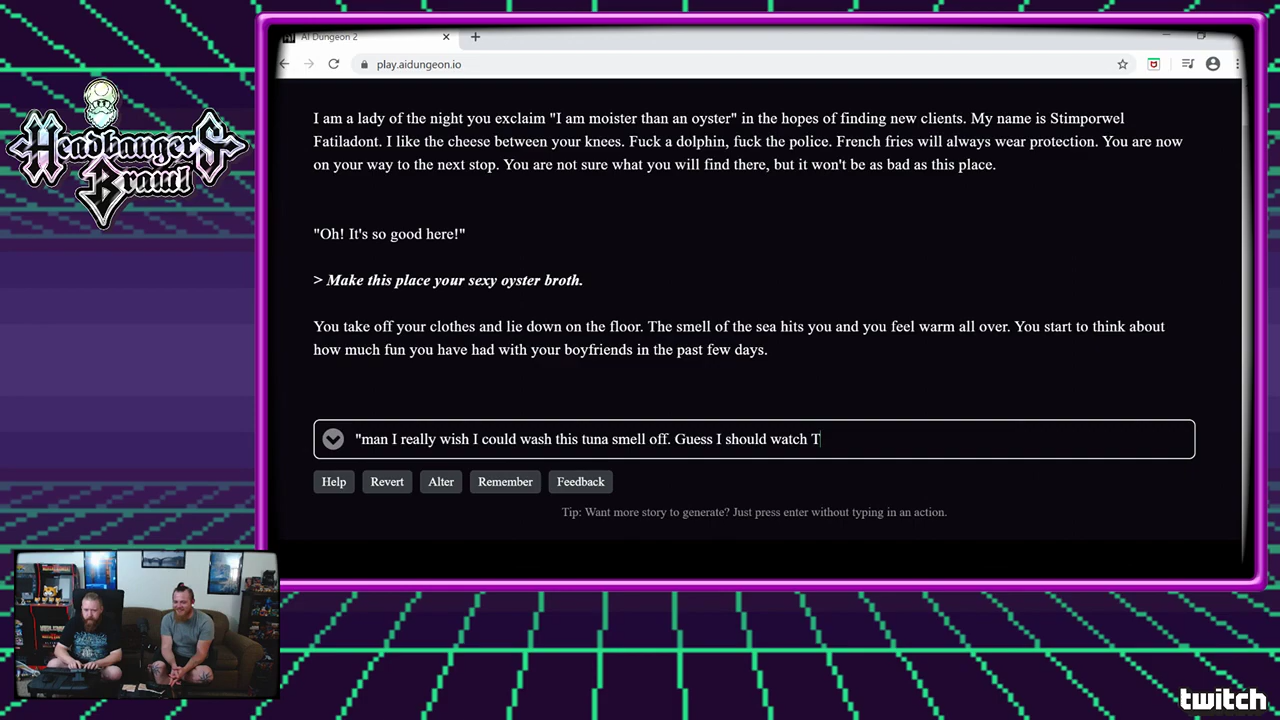 AI Dungeon 2
play.aidungeon.io
Headbangers
Brawl
I am a lady of the night you exclaim "I am moister than an oyster" in the hopes of finding new clients. My name is Stimporwel
Fatiladont. I like the cheese between your knees. Fuck a dolphin, fuck the police. French fries will always wear protection. You are now
on your way to the next stop. You are not sure what you will find there, but it won't be as bad as this place.
"Oh! It's so good here!"
> Make this place your sexy oyster broth.
You take off your clothes and lie down on the floor. The smell of the sea hits you and you feel warm all over. You start to think about
how much fun you have had with your boyfriends in the past few days.
"man I really wish I could wash this tuna smell off. Guess I should watch T
Help Revert Alter Remember Feedback
Tip: Want more story to generate? Just press enter without typing in an action.
twitch